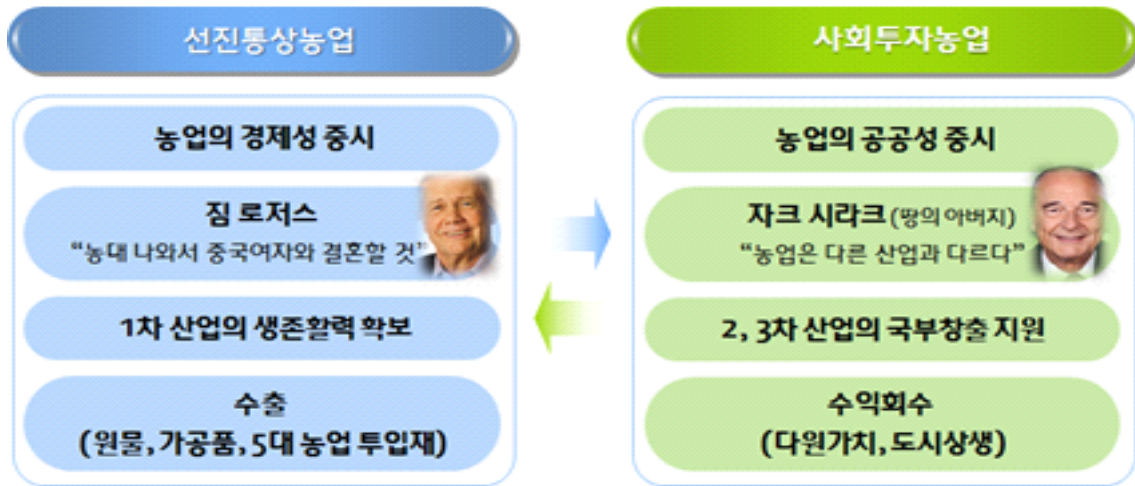 선진통상농업
농업의 경제성 중시
짐 로저스
“농대 나와서 중국여자와 결혼할 것”
1차 산업의 생존활력 확보
수출
(원물, 가공품, 5대 농업 투입재)
사회투자농업
농업의 공공성 중시
자크 시라크 (땅의 아버지)
“농업은 다른 산업과 다르다”
2, 3차 산업의 국부창출 지원
수익회수
(다원가치, 도시상생)